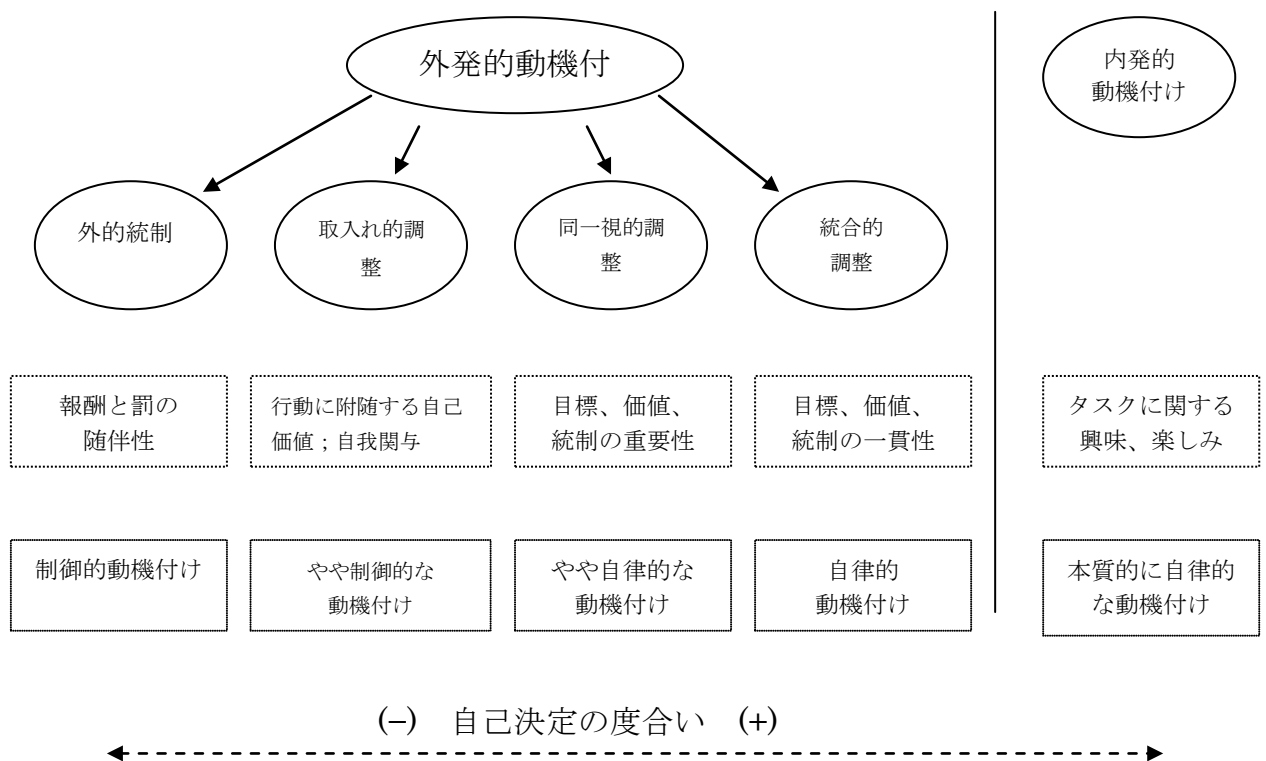 外発的動機付
内発的
動機付け
外的統制
取入れ的調
整
同一視的調
整
統合的
調整
報酬と罰の
随伴性
行動に附随する自己
価値；自我関与
目標、価値、
統制の重要性
目標、価値、
統制の一貫性
タスクに関する
興味、楽しみ
制御的動機付け
やや制御的な
動機付け
やや自律的な
動機付け
自律的
動機付け
本質的に自律的
な動機付け
(−) 自己決定の度合い (+)